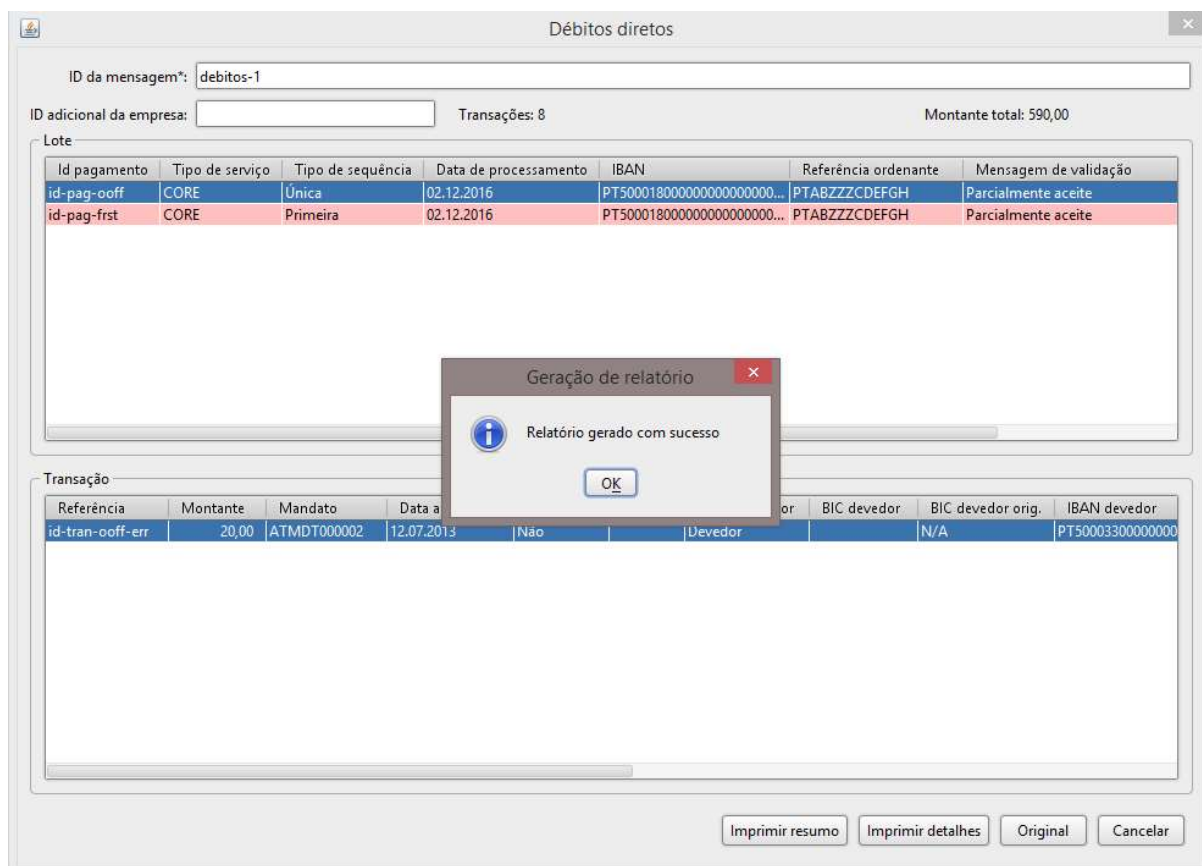 Débitos diretos
ID da mensagem*: debitos-1
ID adicional da empresa: Transações: 8 Montante total: 590,00
Lote
Id pagamento Tipo de serviço Tipo de sequência Data de processamento IBAN Referência ordenante Mensagem de validação
id-pag-ooff CORE Única 02.12.2016 PT500018000000000000000... PTABZZZCDEFGH Parcialmente aceite
id-pag-frst CORE Primeira 02.12.2016 PT500018000000000000000... PTABZZZCDEFGH Parcialmente aceite
Geração de relatório
Relatório gerado com sucesso
OK
Transação
Referência Montante Mandato Data a or BIC devedor BIC devedor orig. IBAN devedor
id-tran-ooff-err 20,00 ATMDT000002 12.07.2013 Não Devedor N/A PT50003300000000
Imprimir resumo Imprimir detalhes Original Cancelar